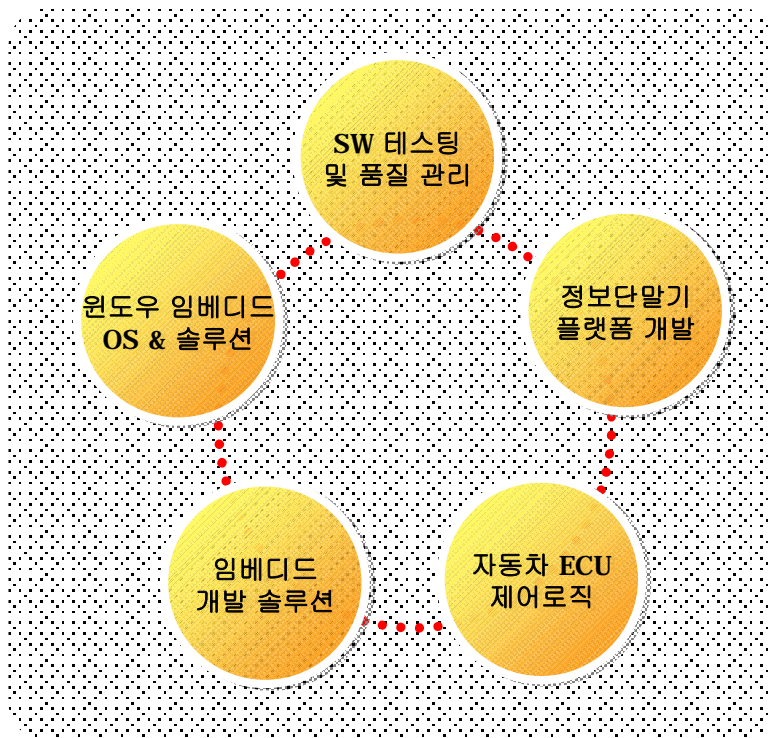 SW 테스팅
및 품질 관리
윈도우 임베디드
OS & 솔루션
정보단말기
플랫폼 개발
임베디드
개발 솔루션
자동차 ECU
제어로직